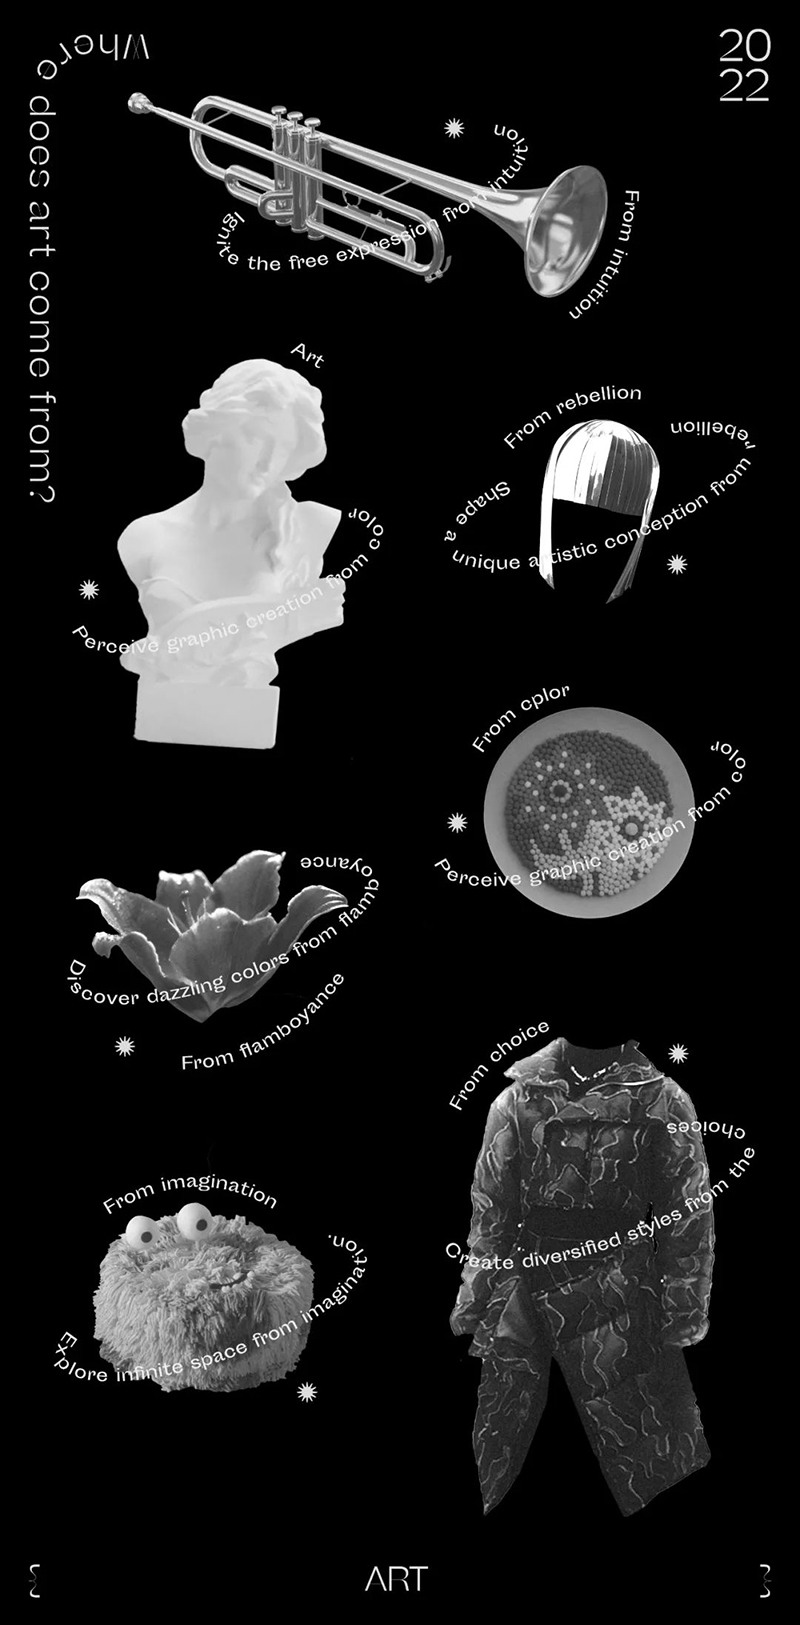 Where does art come from?
20
22
Ignite the free expression from intuition
From intuition
Art
Perceive graphic creation from color
From rebellion
Shape a unique artistic conception from rebellion
From cplor
Perceive graphic creation from color
Discover dazzling colors from flamboyance
From flamboyance
From choice
Create diversified styles from the choices
From imagination
Explore infinite space from imagination.
ART